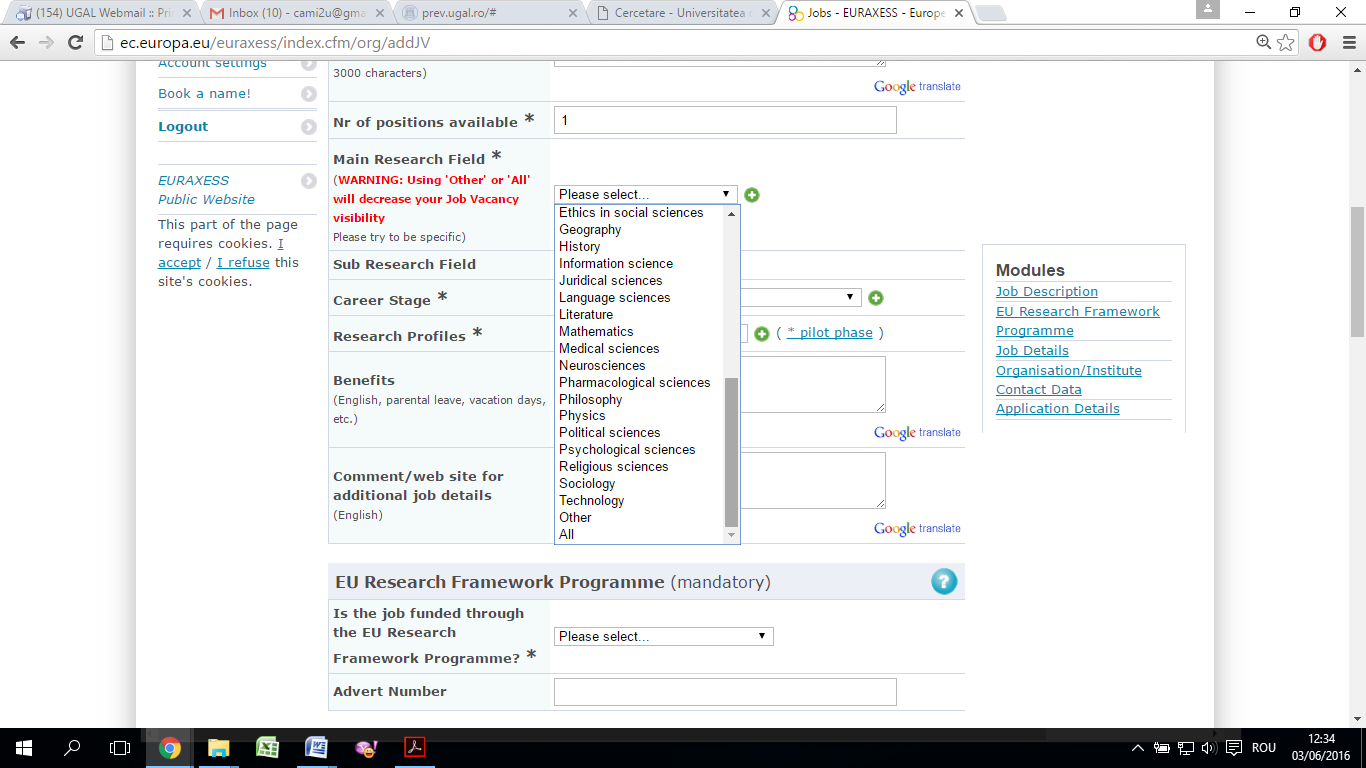 (154) UGAL Webmail :: Pri
Inbox (10) - cami2u@gma
prev.ugal.ro/#
Cercetare - Universitatea
Jobs - EURAXESS - Europe
ec.europa.eu/euraxess/index.cfm/org/addJV
Account settings
Book a name!
Logout
EURAXESS
Public Website
This part of the page
requires cookies. I
accept / I refuse this
site's cookies.
3000 characters)
Google translate
Nr of positions available *
1
Main Research Field *
(WARNING: Using 'Other' or 'All'
will decrease your Job Vacancy
visibility
Please try to be specific)
Please select...
Ethics in social sciences
Geography
History
Information science
Juridical sciences
Language sciences
Literature
Mathematics
Medical sciences
Neurosciences
Pharmacological sciences
Philosophy
Physics
Political sciences
Psychological sciences
Religious sciences
Sociology
Technology
Other
All
Sub Research Field
Career Stage *
Research Profiles *
( * pilot phase )
Benefits
(English, parental leave, vacation days,
etc.)
Google translate
Comment/web site for
additional job details
(English)
Google translate
Modules
Job Description
EU Research Framework
Programme
Job Details
Organisation/Institute
Contact Data
Application Details
EU Research Framework Programme (mandatory)
?
Is the job funded through
the EU Research
Framework Programme? *
Please select...
Advert Number
ROU
12:34
03/06/2016